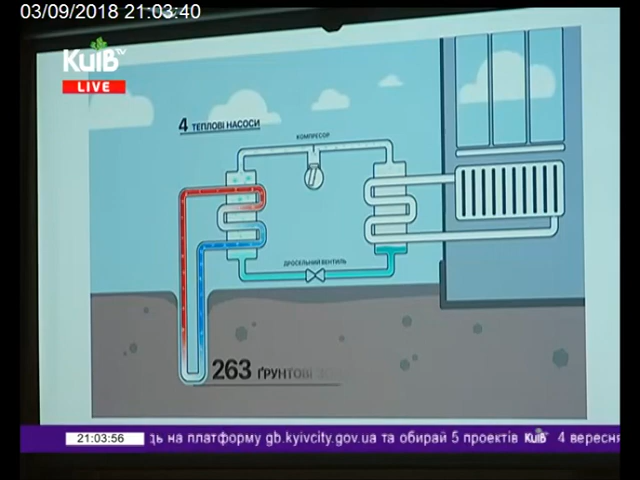 03/09/2018 21:03:40
КиїВ tv
LIVE
4 ТЕПЛОВІ НАСОСИ
КОМПРЕСОР
ДРОСЕЛЬНИЙ ВЕНТИЛЬ
263 ҐРУНТОВІ
21:03:56 ць на платформу gb.kyivcity.gov.ua та обирай 5 проектів КиїВ 4 вересня